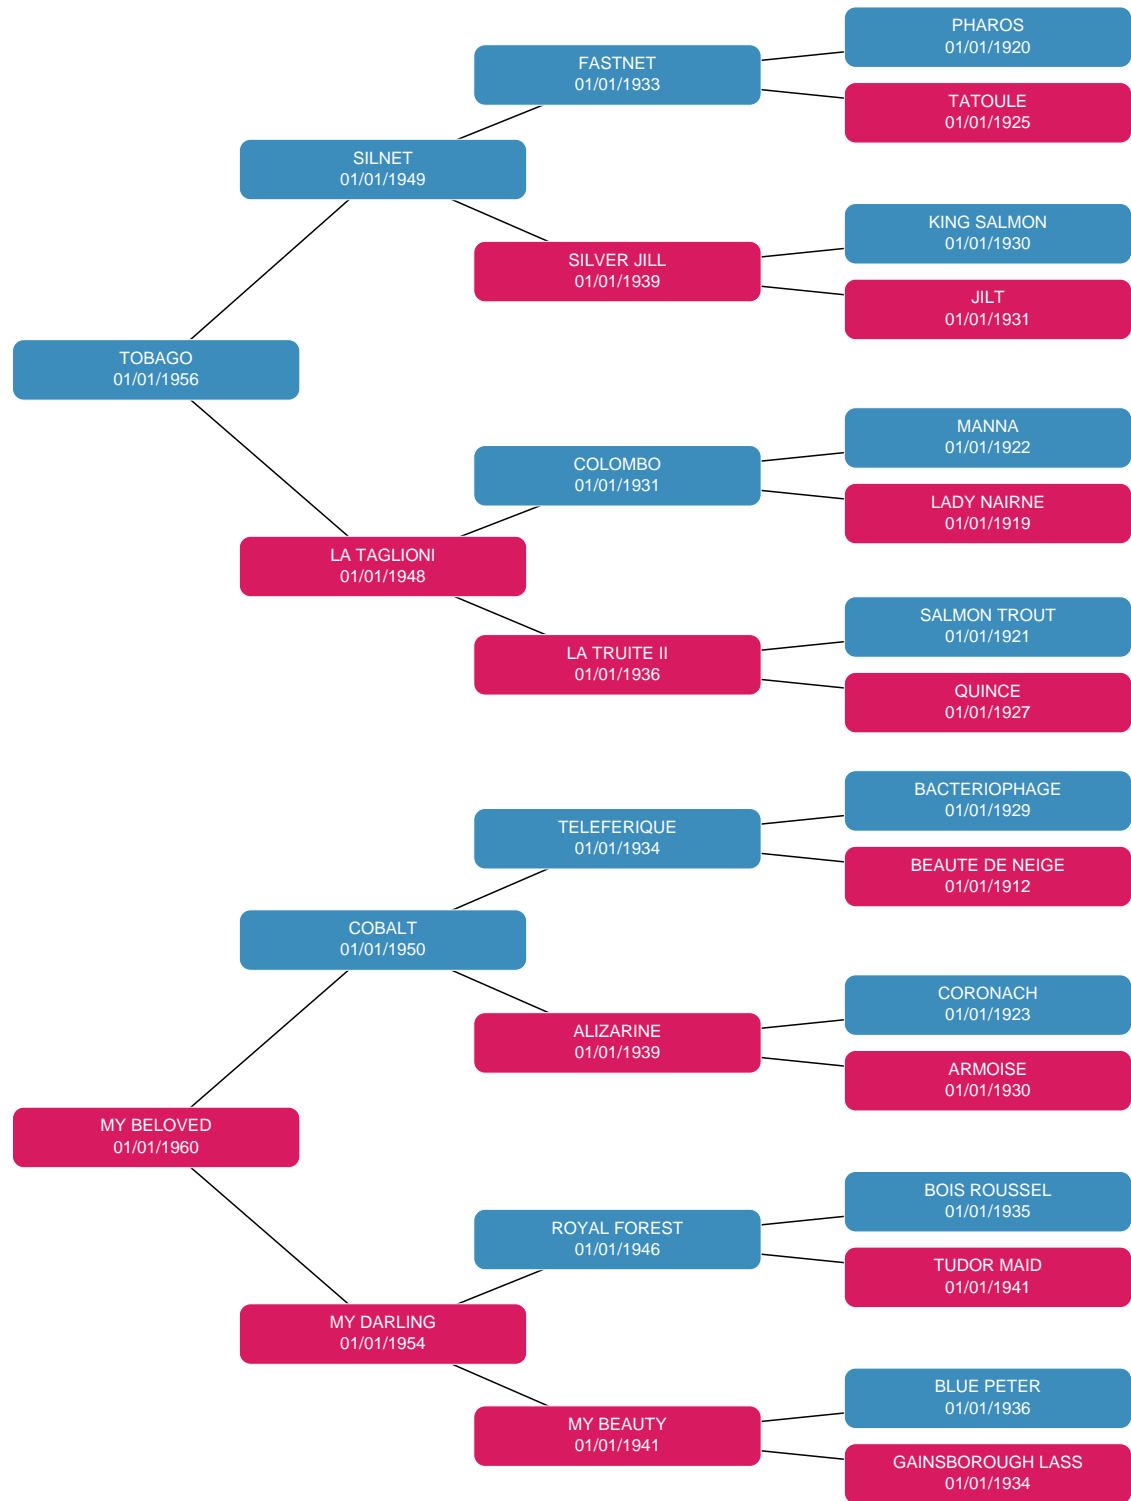 PHAROS
01/01/1920
FASTNET
01/01/1933
TATOULE
01/01/1925
SILNET
01/01/1949
KING SALMON
01/01/1930
SILVER JILL
01/01/1939
JILT
01/01/1931
TOBAGO
01/01/1956
MANNA
01/01/1922
COLOMBO
01/01/1931
LADY NAIRNE
01/01/1919
LA TAGLIONI
01/01/1948
SALMON TROUT
01/01/1921
LA TRUITE II
01/01/1936
QUINCE
01/01/1927
BACTERIOPHAGE
01/01/1929
TELEFERIQUE
01/01/1934
BEAUTE DE NEIGE
01/01/1912
COBALT
01/01/1950
CORONACH
01/01/1923
ALIZARINE
01/01/1939
ARMOISE
01/01/1930
MY BELOVED
01/01/1960
BOIS ROUSSEL
01/01/1935
ROYAL FOREST
01/01/1946
TUDOR MAID
01/01/1941
MY DARLING
01/01/1954
BLUE PETER
01/01/1936
MY BEAUTY
01/01/1941
GAINSBOROUGH LASS
01/01/1934